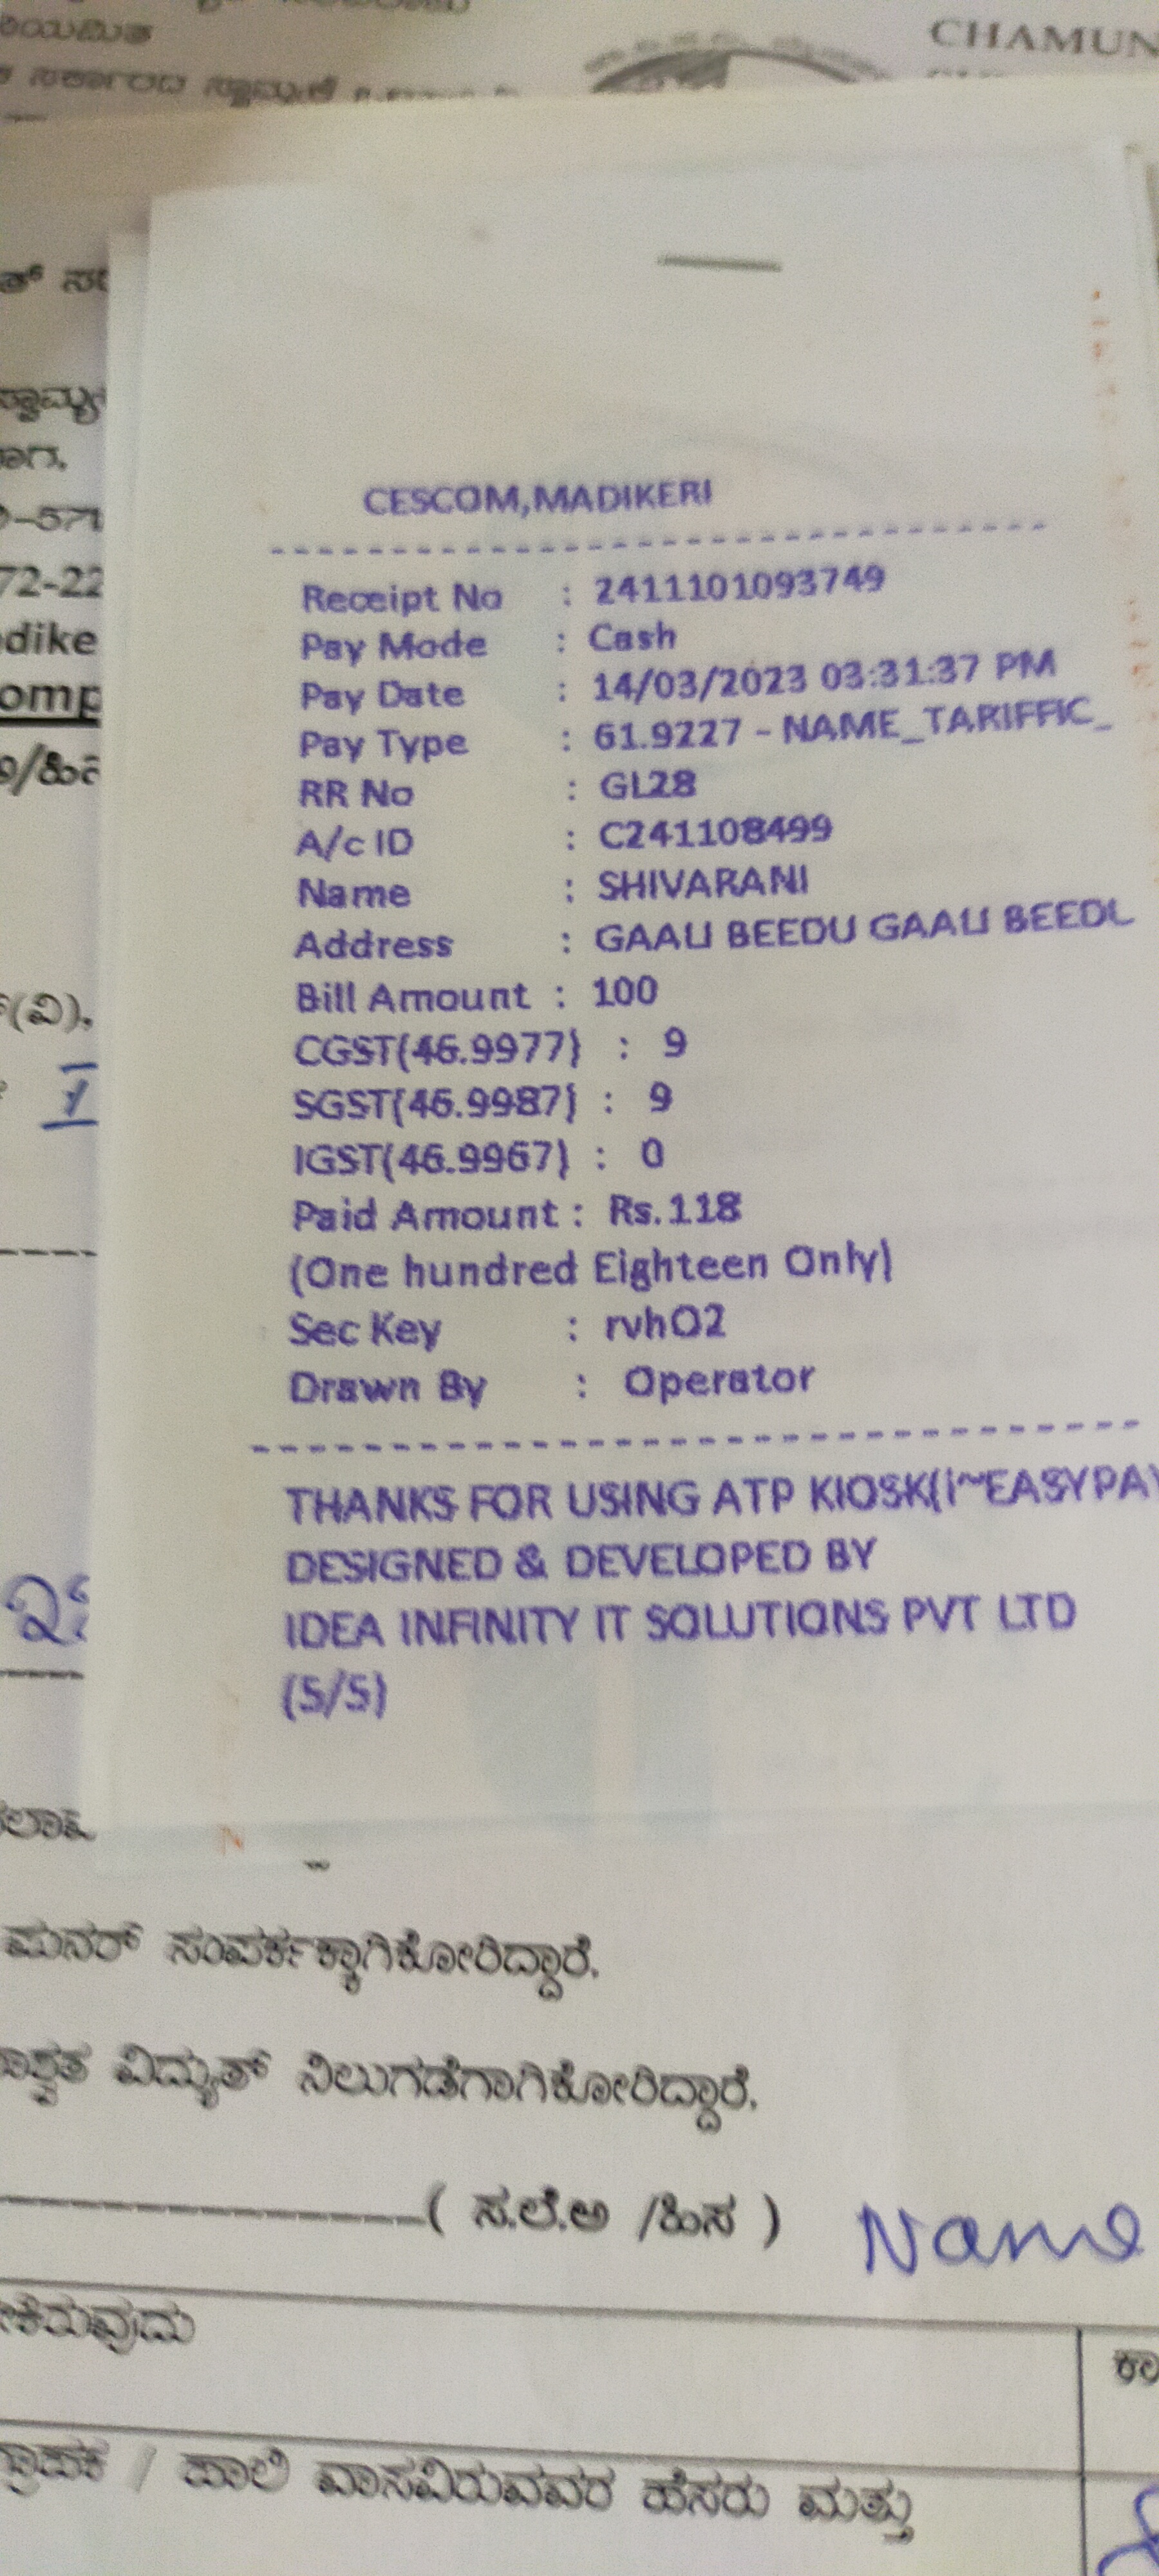 CHAMUN
CESCOM,MADIKERI
Receipt No : 2411101093749
Pay Mode : Cash
Pay Date : 14/03/2023 03:31:37 PM
Pay Type : 61.9227 - NAME_TARIFFIC_
RR No : GL28
A/c ID : C241108499
Name : SHIVARANI
Address : GAALI BEEDU GAALI BEEDU
Bill Amount : 100
CGST(46.9977) : 9
SGST(46.9987) : 9
IGST(46.9967) : 0
Paid Amount : Rs.118
(One hundred Eighteen Only)
Sec Key : rvhO2
Drawn By : Operator
THANKS FOR USING ATP KIOSK(I~EASYPAY
DESIGNED & DEVELOPED BY
IDEA INFINITY IT SOLUTIONS PVT LTD
(S/S)
ಪುನರ್ ಸಂಪರ್ಕಕ್ಕಾಗಿಕೋರಿದ್ದಾರೆ.
ವಿದ್ಯುತ್ ನಿಲುಗಡೆಗಾಗಿಕೋರಿದ್ದಾರೆ.
( ಸ.ಲೆ.ಅ /ಹಿಸ ) Name
/ ಹಾಲಿ ವಾಸವಿರುವವರ ಹೆಸರು ಮತ್ತು